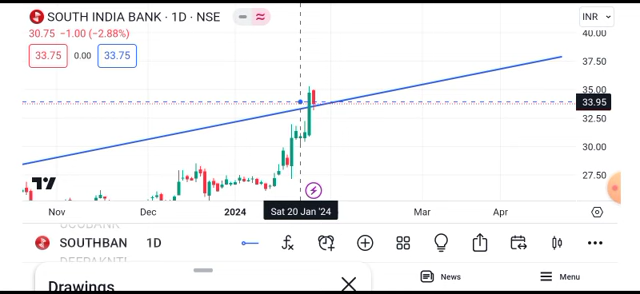 SOUTH INDIA BANK · 1D · NSE
INR
30.75 −1.00 (−2.88%)
33.75 0.00 33.75
40.00
37.50
35.00
33.95
32.50
30.00
27.50
Nov Dec 2024 Sat 20 Jan '24 Mar Apr
SOUTHBAN 1D
Drawings
News
Menu